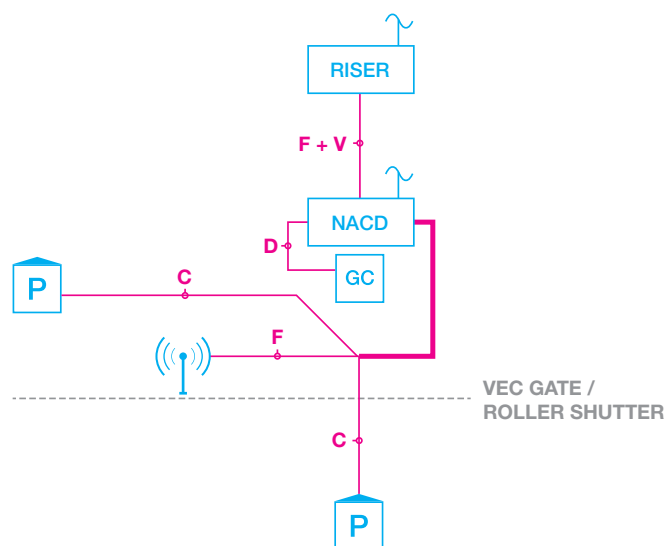 RISER
F + V
NACD
D
GC
C
P
F
VEC GATE /
ROLLER SHUTTER
C
P